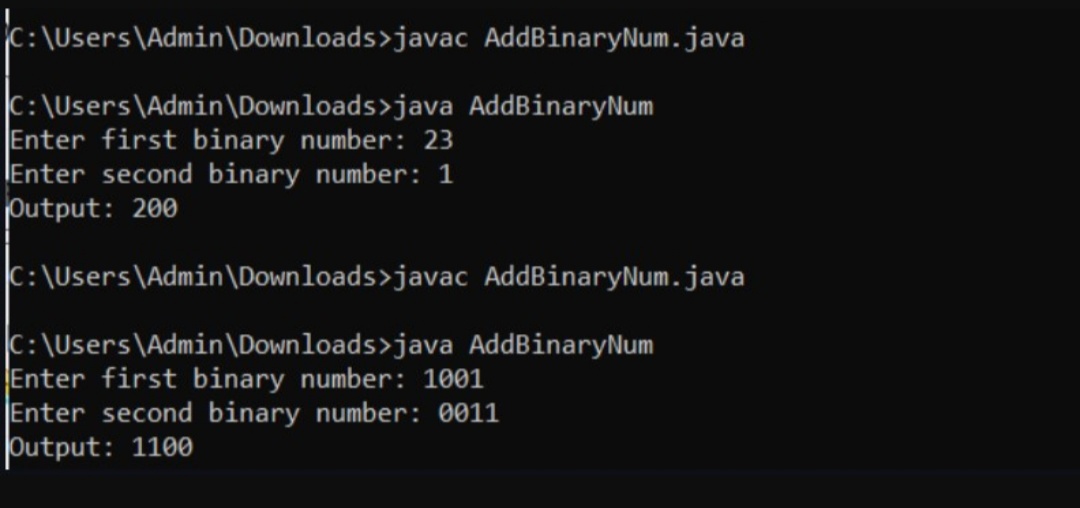 C:\Users\Admin\Downloads>javac AddBinaryNum.java
C:\Users\Admin\Downloads>java AddBinaryNum
Enter first binary number: 23
Enter second binary number: 1
Output: 200
C:\Users\Admin\Downloads>javac AddBinaryNum.java
C:\Users\Admin\Downloads>java AddBinaryNum
Enter first binary number: 1001
Enter second binary number: 0011
Output: 1100